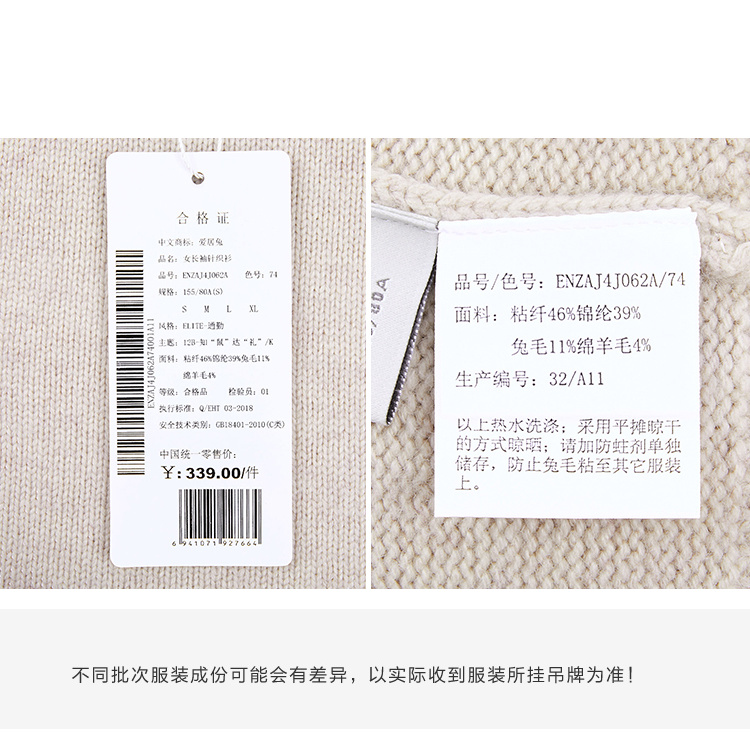 合格证
中文商标: 爱居兔
品名: 女长袖针织衫
品号: ENZAJ4J062A 色号: 74
规格: 155/80A(S)
S M L XL
风格: ELITE-通勤
主题: 12B-知“鼠”达“礼”/K
面料: 粘纤46%锦纶39%兔毛11%
绵羊毛4%
等级: 合格品 检验员: 01
执行标准: Q/EHT 03-2018
安全技术类别: GB18401-2010(C类)
中国统一零售价:
¥: 339.00/件
6 941071 927664
ENZAJ4J062A74001A11
/80A
品号/色号: ENZAJ4J062A/74
面料: 粘纤46%锦纶39%
兔毛11%绵羊毛4%
生产编号: 32/A11
以上热水洗涤; 采用平摊晾干
的方式晾晒; 请加防蛀剂单独
储存, 防止兔毛粘至其它服装
上。
不同批次服装成份可能会有差异，以实际收到服装所挂吊牌为准！